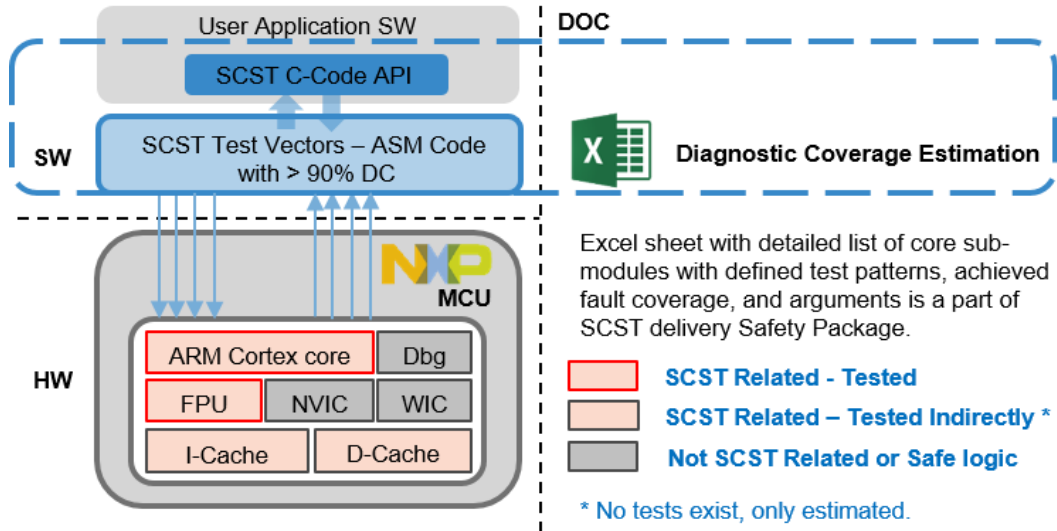 User Application SW
DOC
SCST C-Code API
SW
SCST Test Vectors – ASM Code
with > 90% DC
X
Diagnostic Coverage Estimation
NXP
MCU
HW
ARM Cortex core
Dbg
FPU
NVIC
WIC
I-Cache
D-Cache
Excel sheet with detailed list of core sub-
modules with defined test patterns, achieved
fault coverage, and arguments is a part of
SCST delivery Safety Package.
SCST Related - Tested
SCST Related – Tested Indirectly *
Not SCST Related or Safe logic
* No tests exist, only estimated.